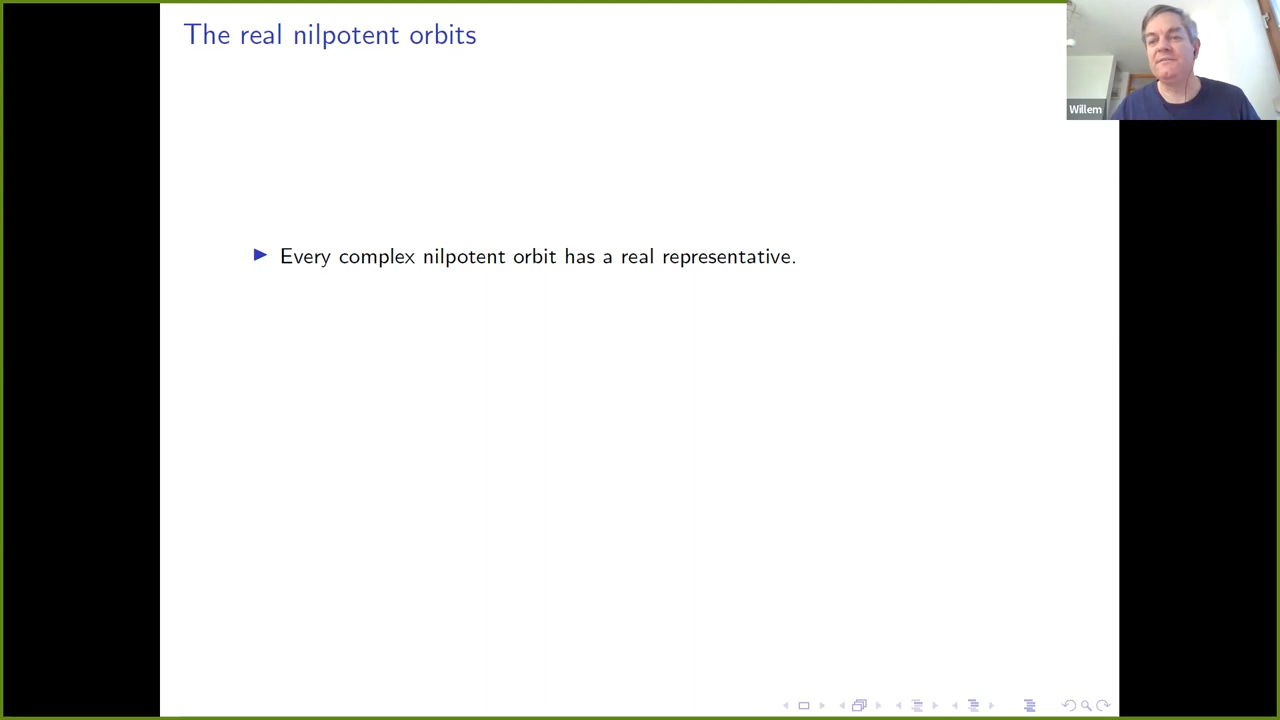 The real nilpotent orbits
Willem
Every complex nilpotent orbit has a real representative.